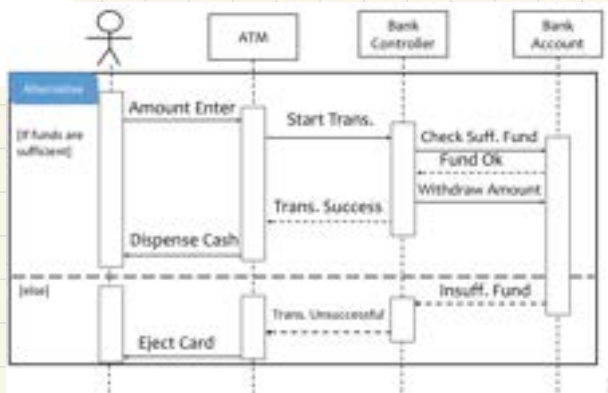 ATM
Bank
Controller
Bank
Account
Alternative
Amount Enter
[If funds are
sufficient]
Start Trans.
Check Suff. Fund
Fund Ok
Withdraw Amount
Trans. Success
Dispense Cash
[else]
Insuff. Fund
Trans. Unsuccessful
Eject Card